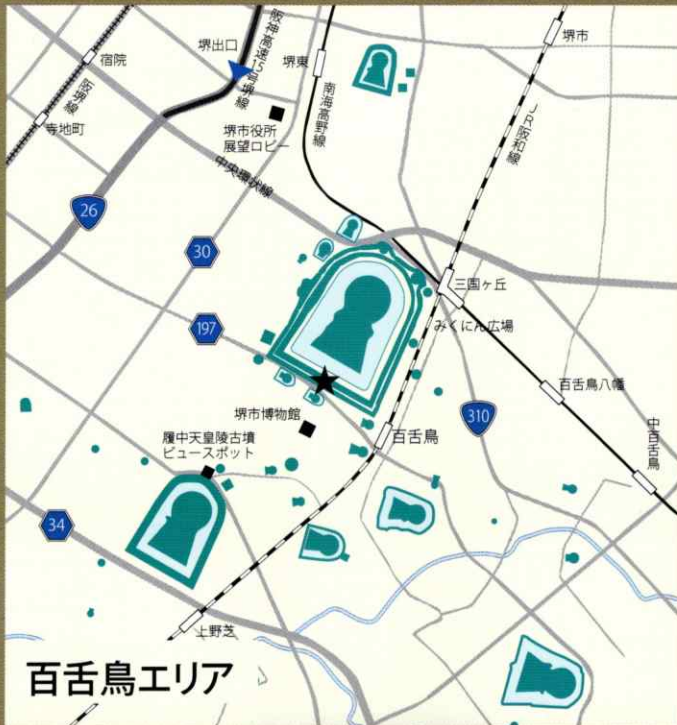 堺市
堺出口
阪神高速15号堺線
堺東
宿院
阪堺線
寺地町
堺市役所
展望ロビー
南海高野線
JR阪和線
中央環状線
26
30
三国ヶ丘
みくにん広場
197
百舌鳥八幡
310
堺市博物館
百舌鳥
中百舌鳥
履中天皇陵古墳
ビュースポット
34
上野芝
百舌鳥エリア